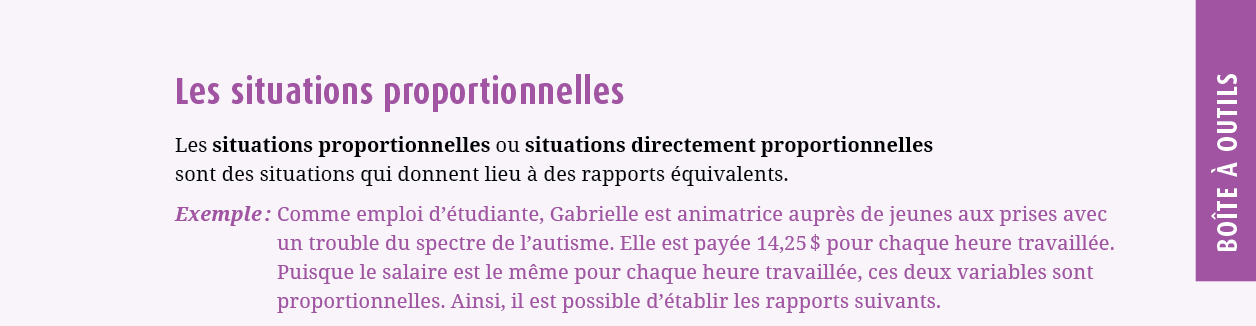 Les situations proportionnelles
Les situations proportionnelles ou situations directement proportionnelles
sont des situations qui donnent lieu à des rapports équivalents.
Exemple : Comme emploi d’étudiante, Gabrielle est animatrice auprès de jeunes aux prises avec
un trouble du spectre de l’autisme. Elle est payée 14,25 $ pour chaque heure travaillée.
Puisque le salaire est le même pour chaque heure travaillée, ces deux variables sont
proportionnelles. Ainsi, il est possible d’établir les rapports suivants.
BOÎTE À OUTILS